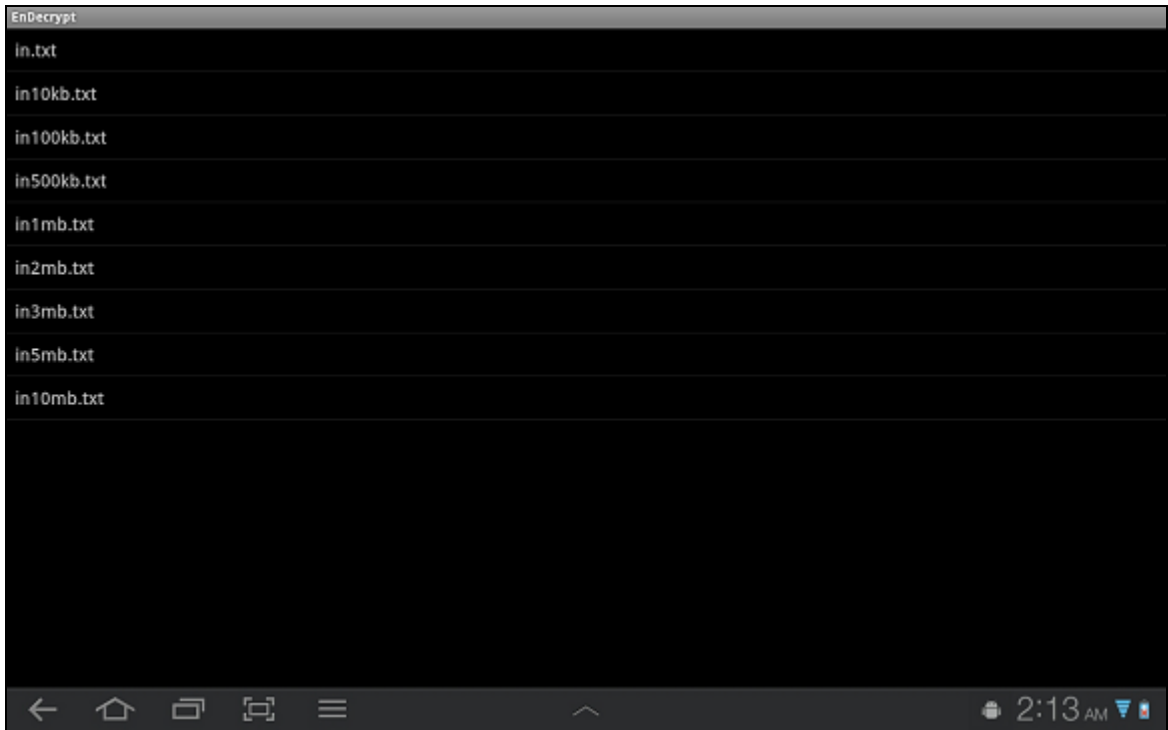 EnDecrypt
in.txt
in10kb.txt
in100kb.txt
in500kb.txt
in1mb.txt
in2mb.txt
in3mb.txt
in5mb.txt
in10mb.txt
2:13 AM